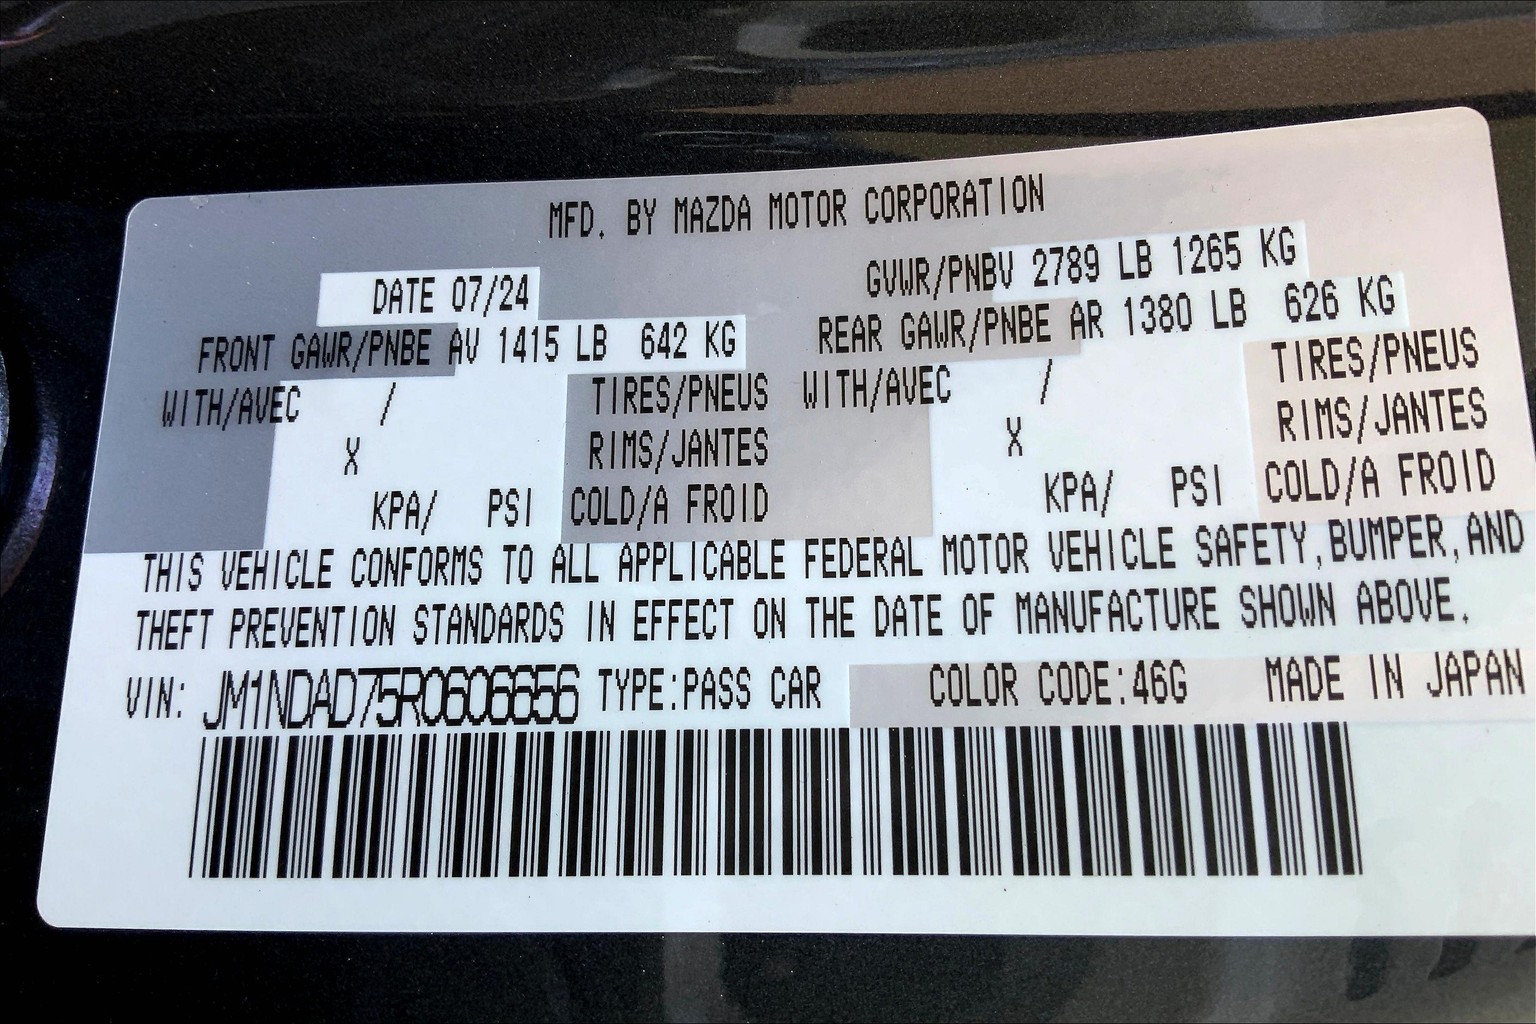 MFD. BY MAZDA MOTOR CORPORATION
DATE 07/24 GVWR/PNBV 2789 LB 1265 KG
FRONT GAWR/PNBE AV 1415 LB 642 KG REAR GAWR/PNBE AR 1380 LB 626 KG
WITH/AVEC / TIRES/PNEUS WITH/AVEC / TIRES/PNEUS
X RIMS/JANTES X RIMS/JANTES
KPA/ PSI COLD/A FROID KPA/ PSI COLD/A FROID
THIS VEHICLE CONFORMS TO ALL APPLICABLE FEDERAL MOTOR VEHICLE SAFETY,BUMPER,AND
THEFT PREVENTION STANDARDS IN EFFECT ON THE DATE OF MANUFACTURE SHOWN ABOVE.
VIN: JM1NDAD75R0606656 TYPE:PASS CAR COLOR CODE:46G MADE IN JAPAN